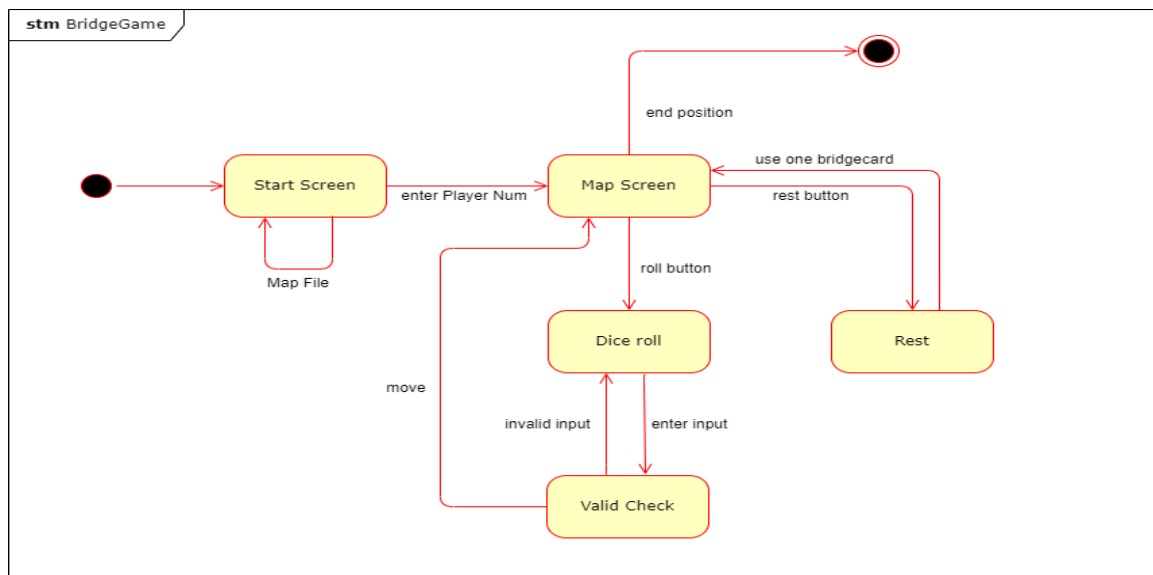 stm BridgeGame
end position
use one bridgecard
Start Screen
enter Player Num
Map Screen
rest button
Map File
roll button
Dice roll
Rest
move
invalid input
enter input
Valid Check